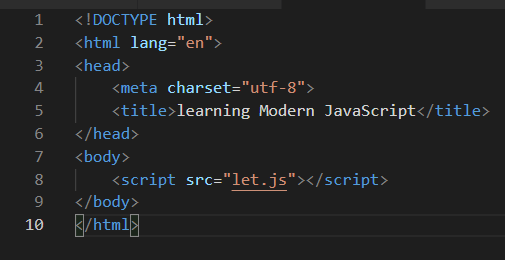 1 <!DOCTYPE html>
2 <html lang="en">
3 <head>
4     <meta charset="utf-8">
5     <title>learning Modern JavaScript</title>
6 </head>
7 <body>
8     <script src="let.js"></script>
9 </body>
10 </html>